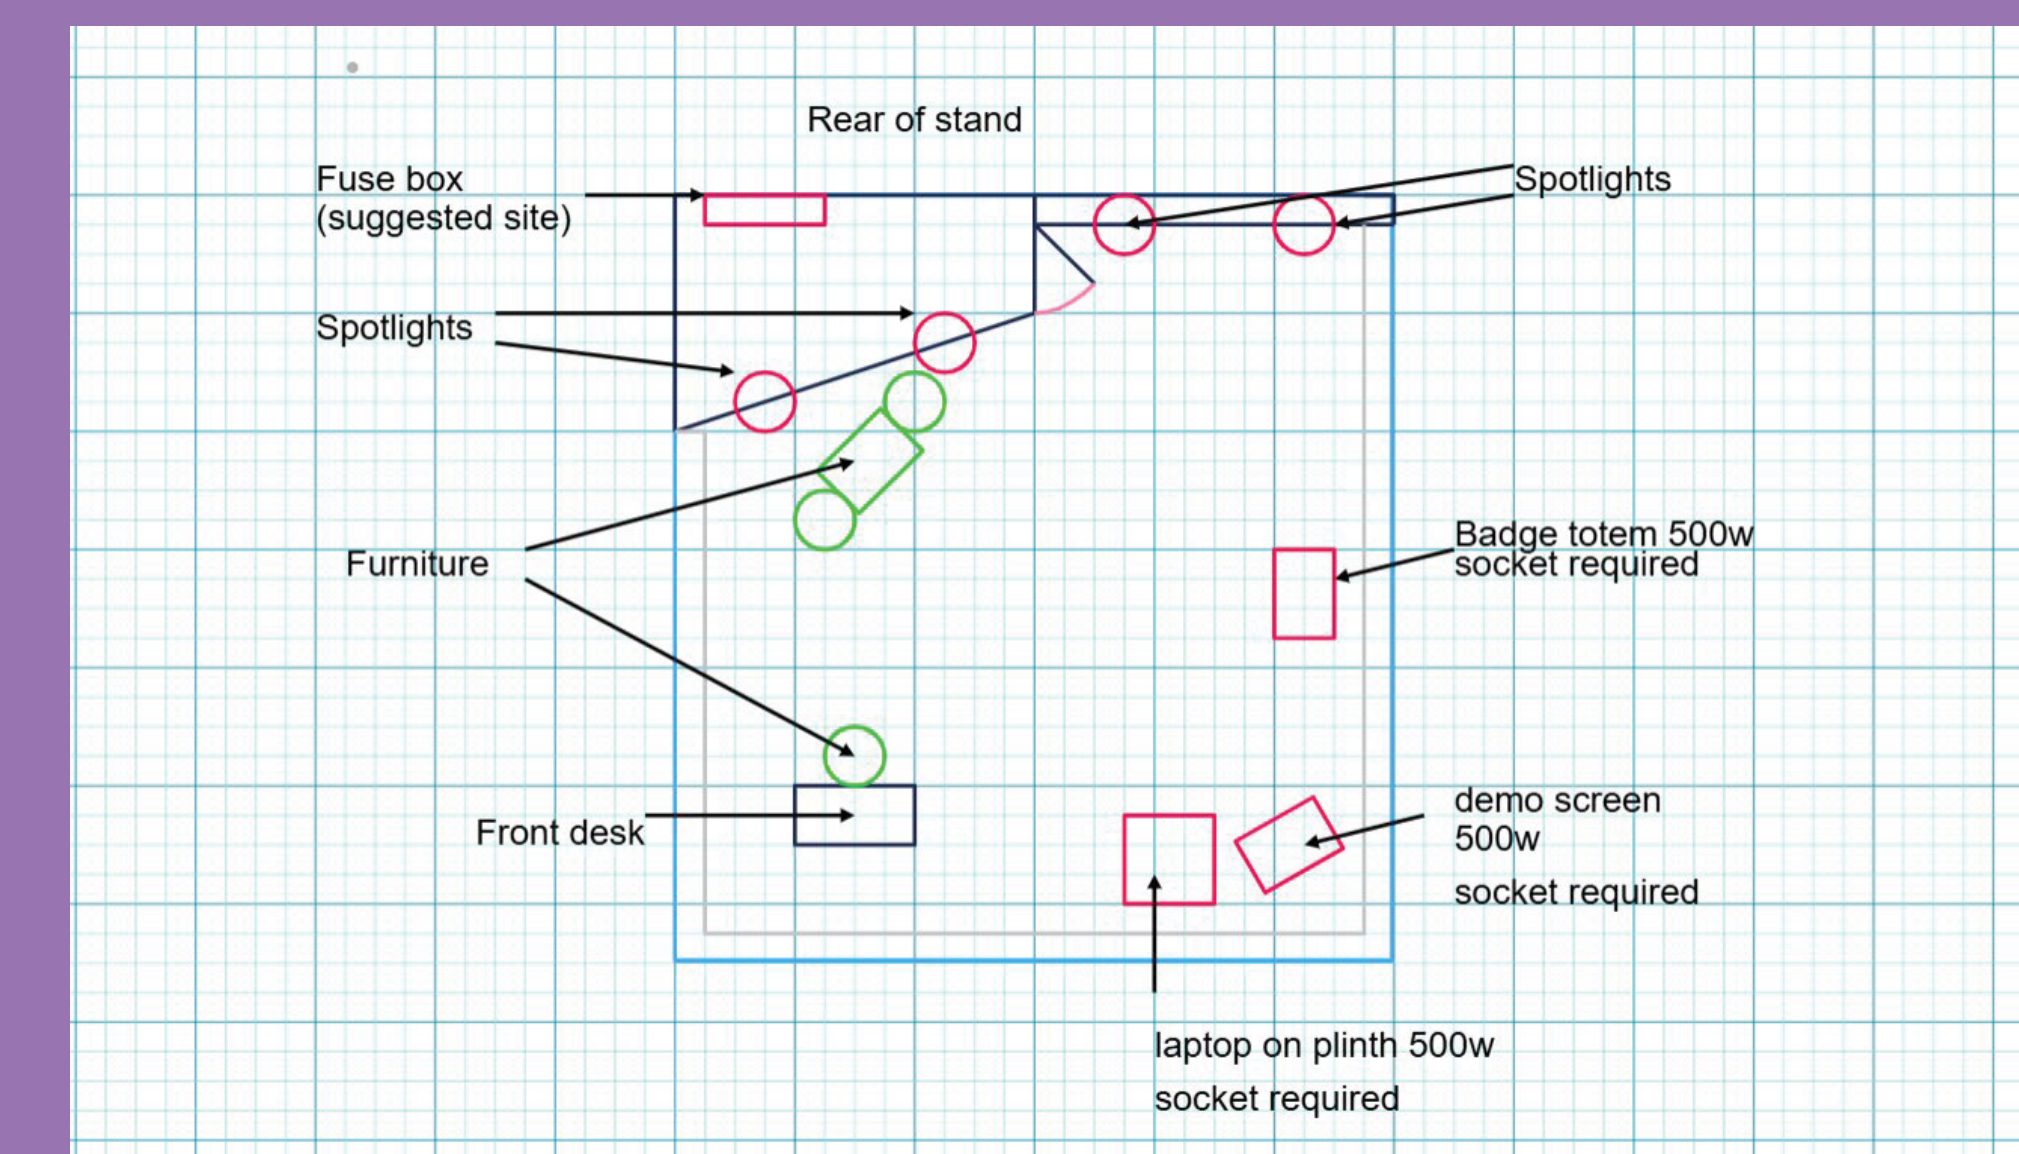 Rear of stand
Fuse box
(suggested site)
Spotlights
Spotlights
Furniture
Badge totem 500w
socket required
Front desk
demo screen
500w
socket required
laptop on plinth 500w
socket required